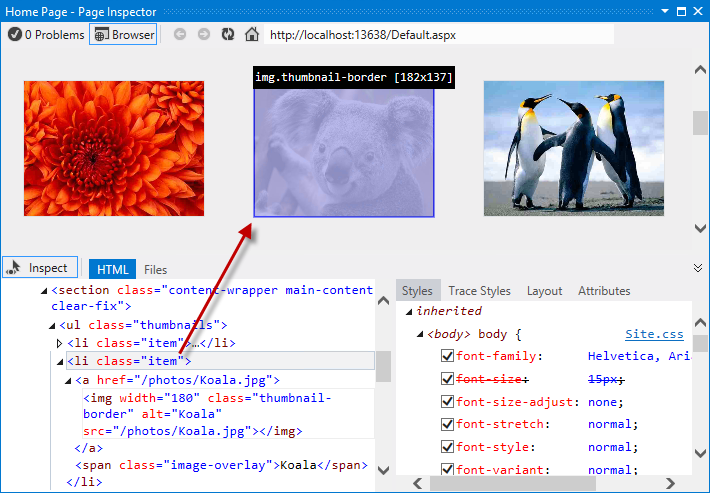 Home Page - Page Inspector
0 Problems Browser http://localhost:13638/Default.aspx
img.thumbnail-border [182x137]
Inspect HTML Files
<section class="content-wrapper main-content
clear-fix">
<ul class="thumbnails">
<li class="item">…</li>
<li class="item">
<a href="/photos/Koala.jpg">
<img width="180" class="thumbnail-
border" alt="Koala"
src="/photos/Koala.jpg"></img>
</a>
<span class="image-overlay">Koala</span>
</li>
Styles Trace Styles Layout Attributes
inherited
<body> body { Site.css
font-family: Helvetica, Aria
font-size: 15px;
font-size-adjust: none;
font-stretch: normal;
font-style: normal;
font-variant: normal;